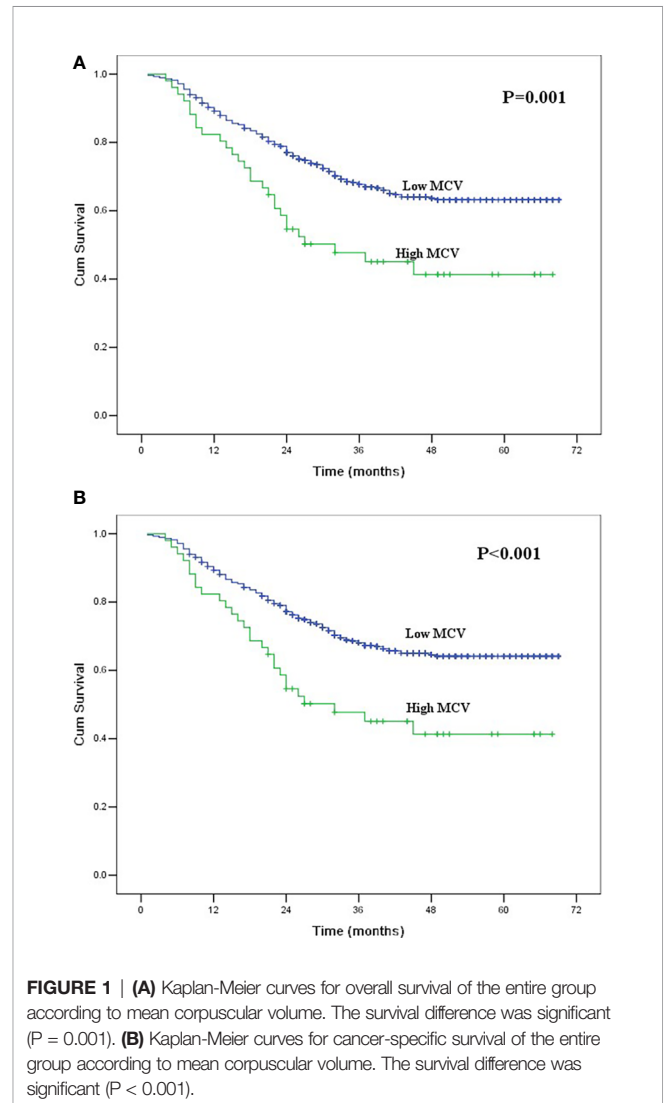 A
1.0
P=0.001
0.8
Low MCV
0.6
High MCV
0.4
0.2
0.0
Cum Survival
0 12 24 36 48 60 72
Time (months)
B
1.0
P<0.001
0.8
Low MCV
0.6
High MCV
0.4
0.2
0.0
Cum Survival
0 12 24 36 48 60 72
Time (months)
FIGURE 1 | (A) Kaplan-Meier curves for overall survival of the entire group
according to mean corpuscular volume. The survival difference was significant
(P = 0.001). (B) Kaplan-Meier curves for cancer-specific survival of the entire
group according to mean corpuscular volume. The survival difference was
significant (P < 0.001).